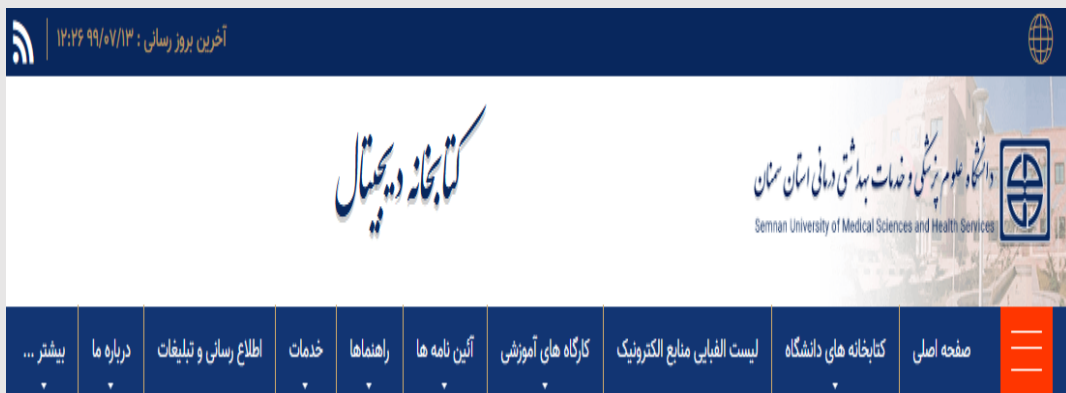 آخرین بروز رسانی : ۹۹/۰۷/۱۳ ۱۲:۲۶
دانشگاه علوم پزشکی و خدمات بهداشتی درمانی استان سمنان
Semnan University of Medical Sciences and Health Services
کتابخانه دیجیتال
صفحه اصلی
کتابخانه های دانشگاه
لیست الفبایی منابع الکترونیک
کارگاه های آموزشی
آئین نامه ها
راهنماها
خدمات
اطلاع رسانی و تبلیغات
درباره ما
بیشتر ...